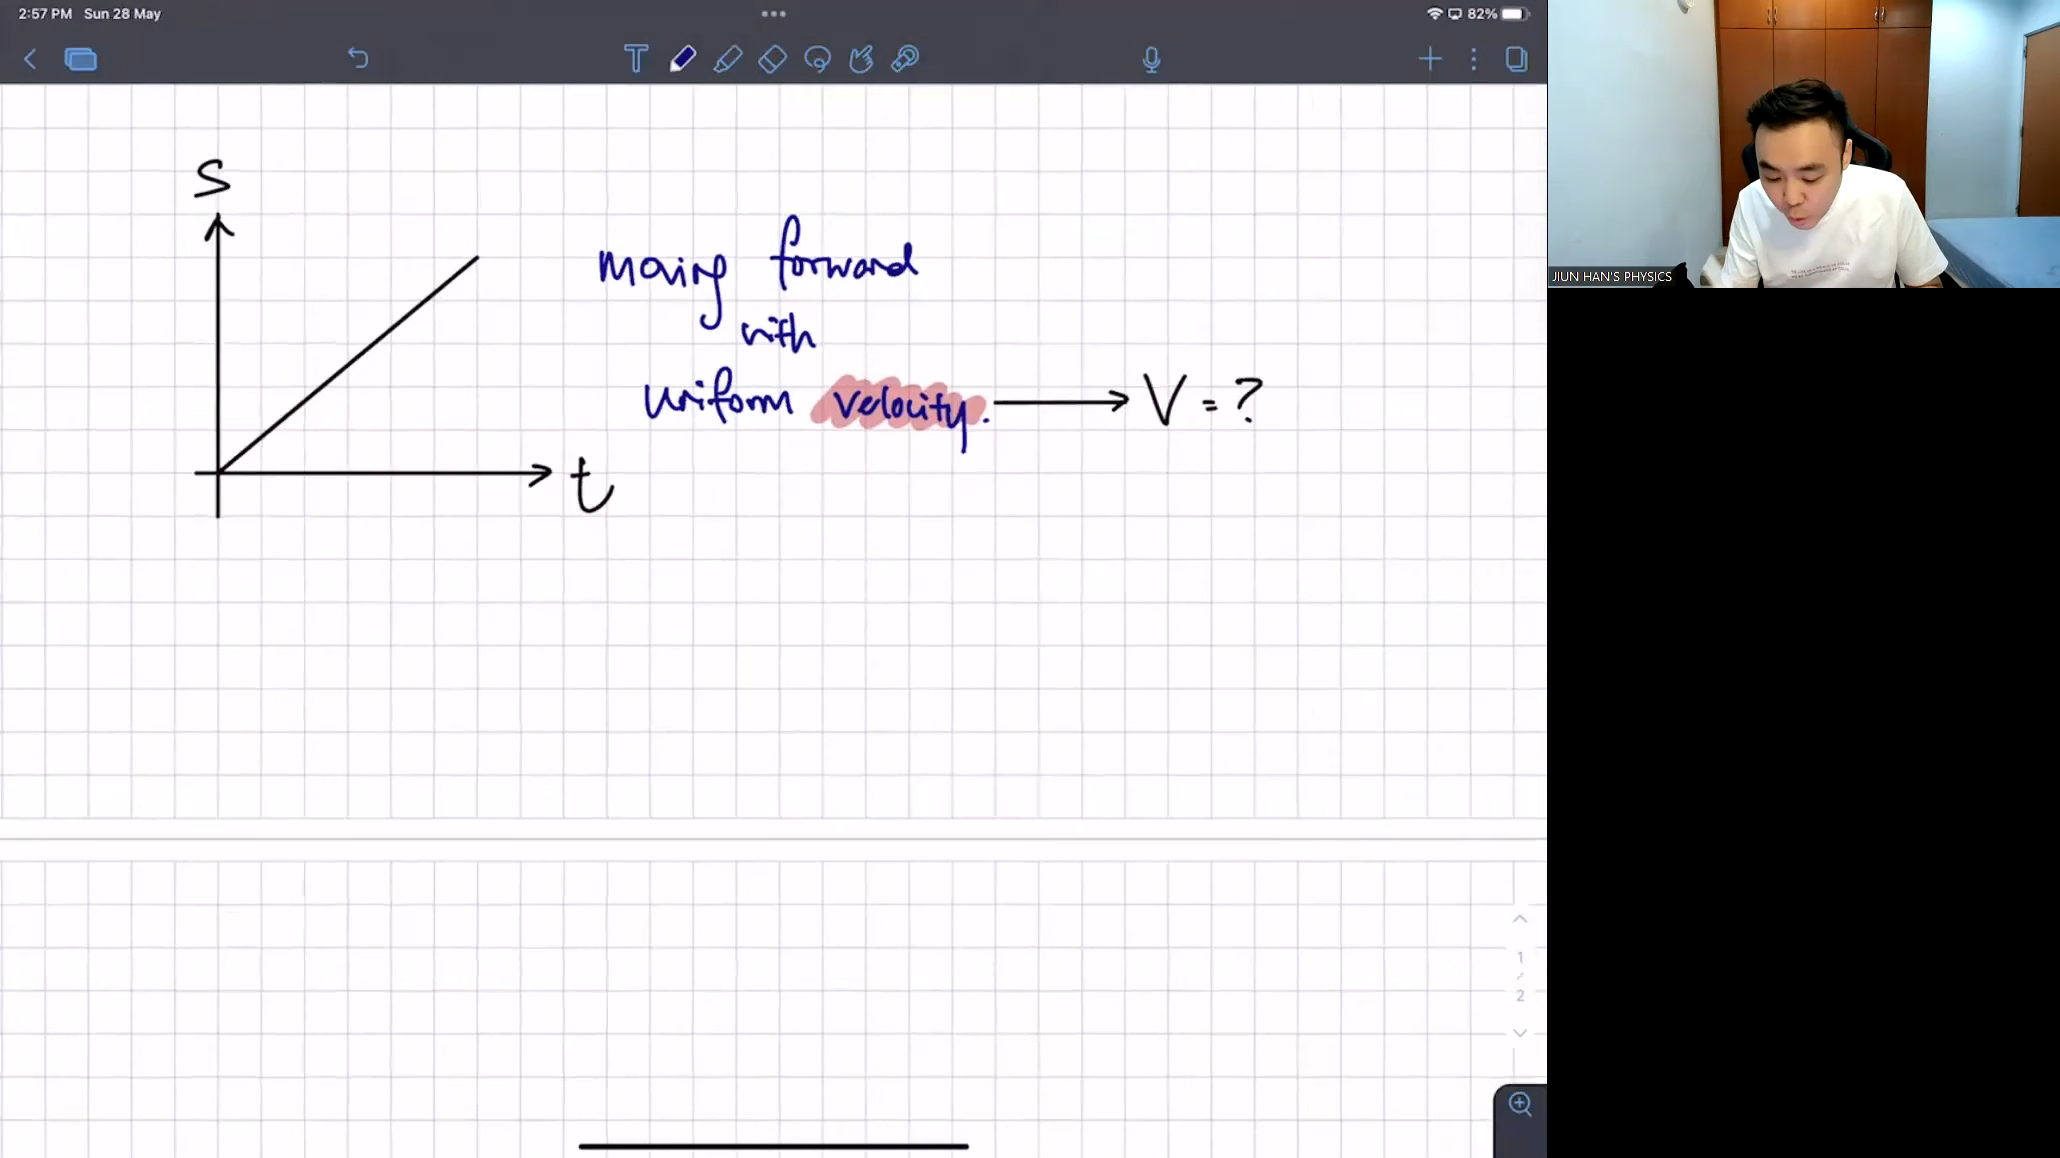 2:57 PM Sun 28 May
82%
S
moving forward
with
uniform velocity. → V = ?
t
JIUN HAN'S PHYSICS
1
2